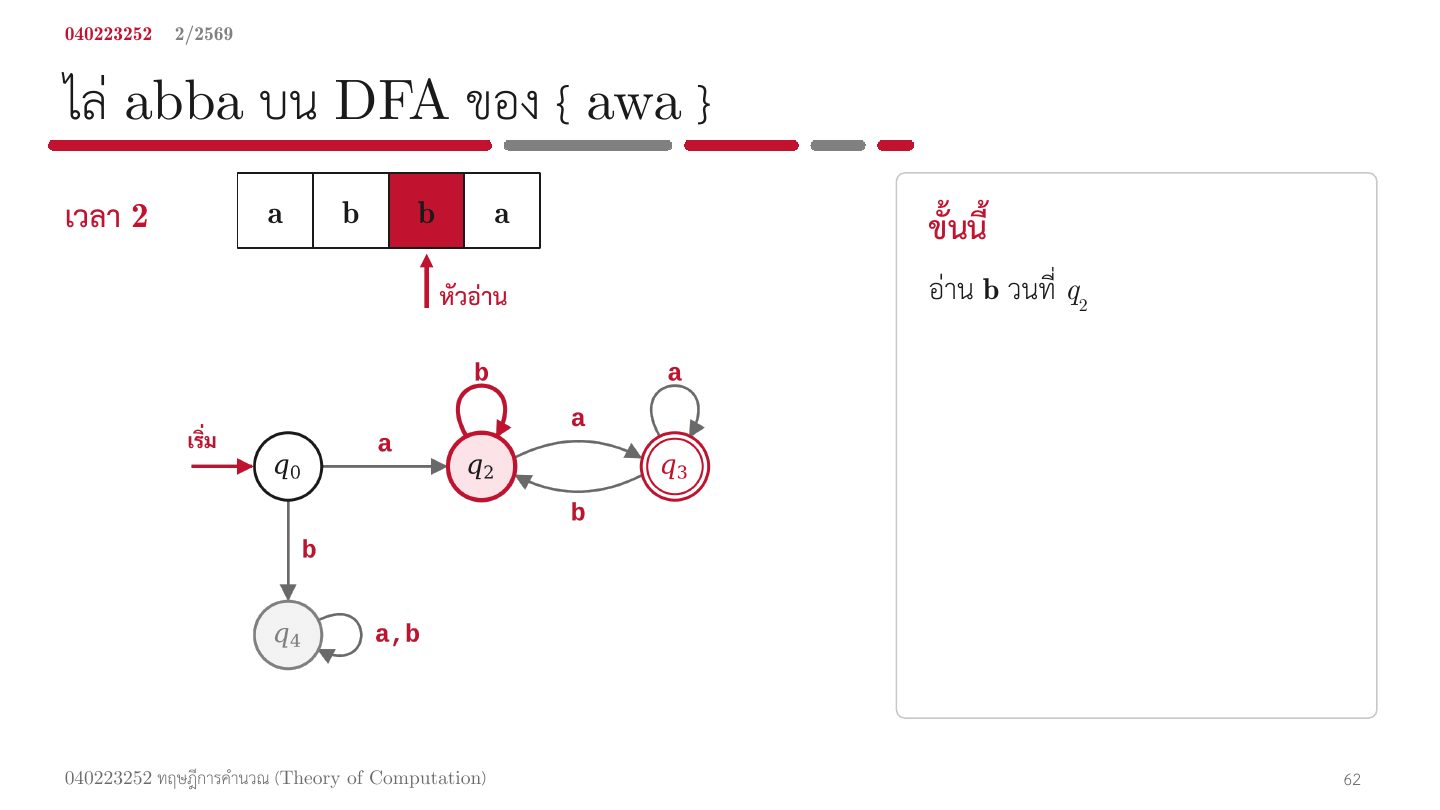 040223252 2/2569
ไล่ abba บน DFA ของ { awa }
เวลา 2
a b b a
หัวอ่าน
ขั้นนี้
อ่าน b วนที่ q₂
b
a
a
a
เริ่ม
q₀
q₂
q₃
b
b
q₄
a,b
040223252 ทฤษฎีการคำนวณ (Theory of Computation)
62